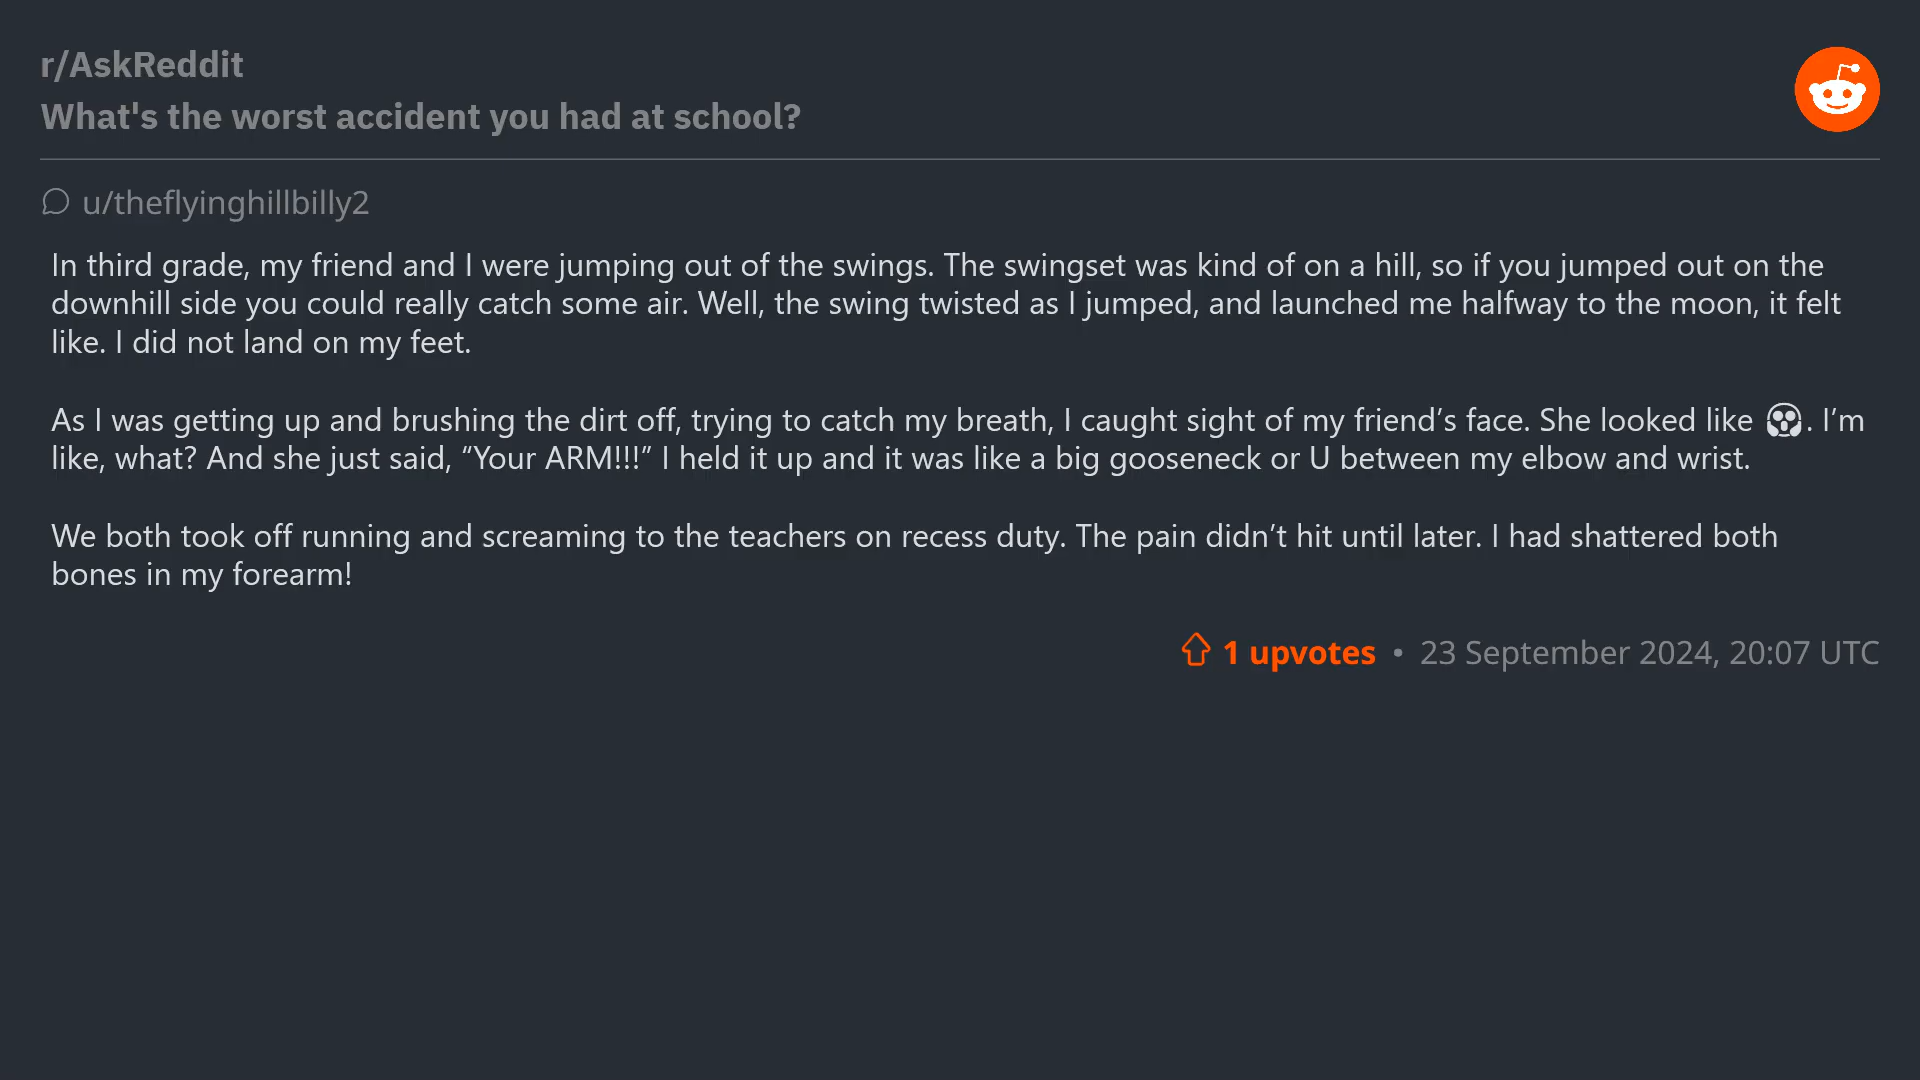 r/AskReddit
What's the worst accident you had at school?
u/theflyinghillbilly2
In third grade, my friend and I were jumping out of the swings. The swingset was kind of on a hill, so if you jumped out on the
downhill side you could really catch some air. Well, the swing twisted as I jumped, and launched me halfway to the moon, it felt
like. I did not land on my feet.
As I was getting up and brushing the dirt off, trying to catch my breath, I caught sight of my friend’s face. She looked like 😱. I’m
like, what? And she just said, “Your ARM!!!” I held it up and it was like a big gooseneck or U between my elbow and wrist.
We both took off running and screaming to the teachers on recess duty. The pain didn’t hit until later. I had shattered both
bones in my forearm!
1 upvotes • 23 September 2024, 20:07 UTC